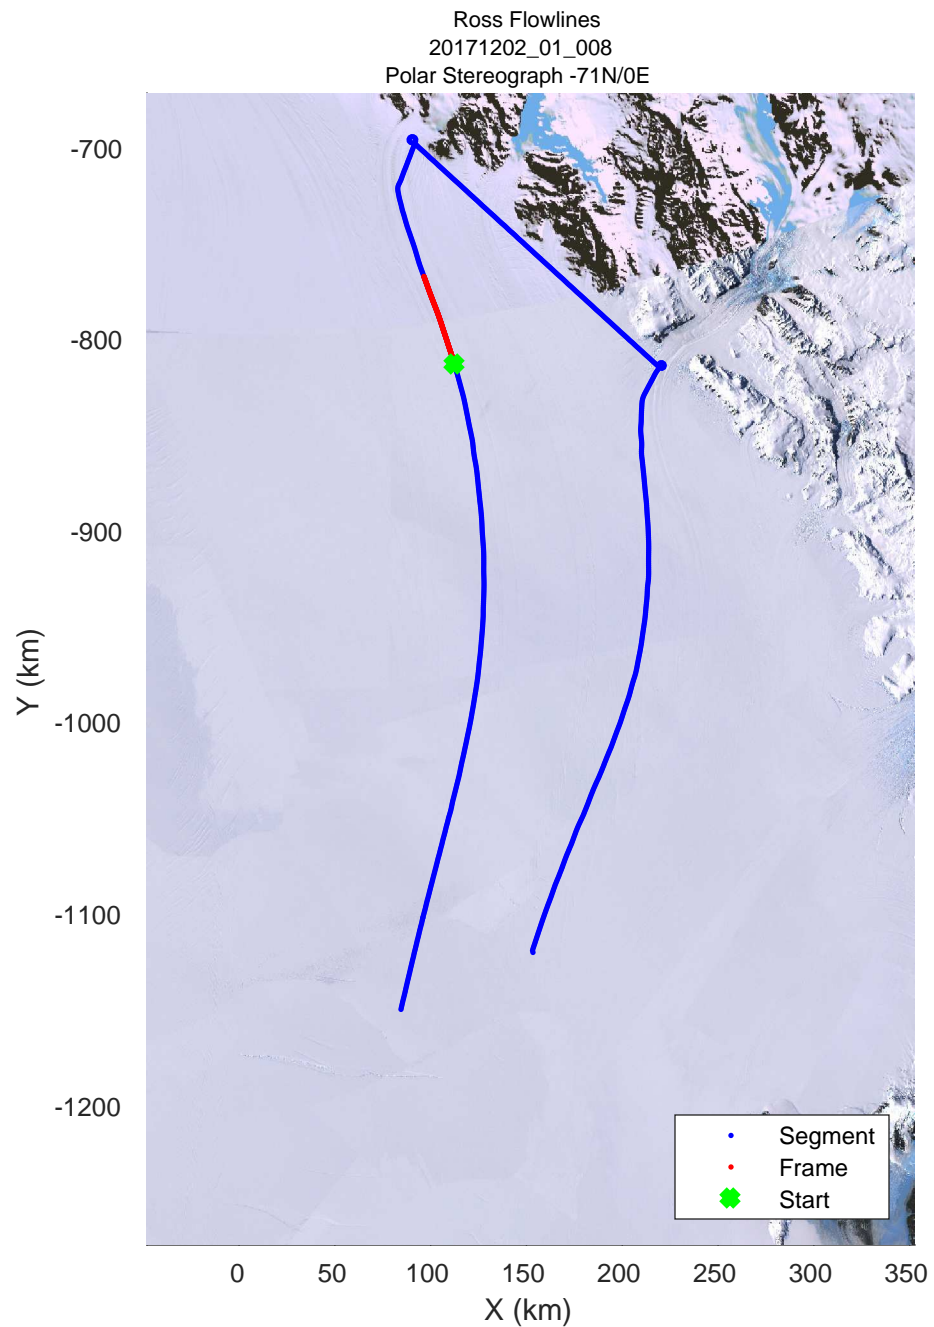 Ross Flowlines
20171202_01_008
Polar Stereograph -71N/0E
-700
-800
-900
-1000
-1100
-1200
Y (km)
Segment
Frame
Start
0
50
100
150
200
250
300
350
X (km)